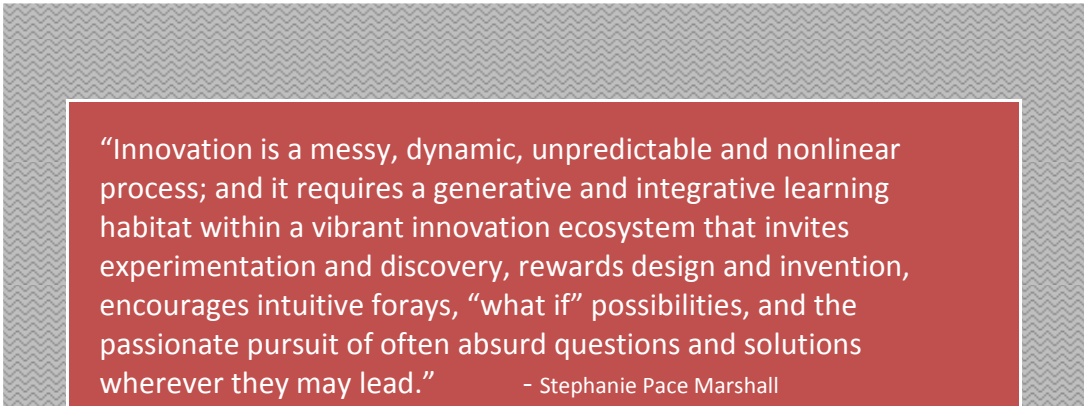 “Innovation is a messy, dynamic, unpredictable and nonlinear
process; and it requires a generative and integrative learning
habitat within a vibrant innovation ecosystem that invites
experimentation and discovery, rewards design and invention,
encourages intuitive forays, “what if” possibilities, and the
passionate pursuit of often absurd questions and solutions
wherever they may lead.” - Stephanie Pace Marshall